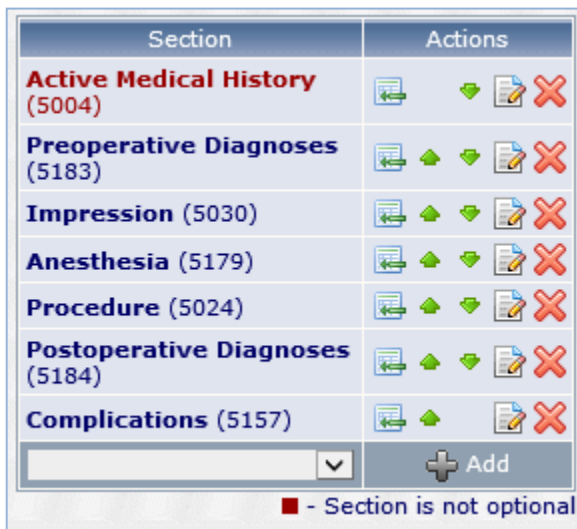 Section Actions
Active Medical History
(5004)
Preoperative Diagnoses
(5183)
Impression (5030)
Anesthesia (5179)
Procedure (5024)
Postoperative Diagnoses
(5184)
Complications (5157)
Add
- Section is not optional